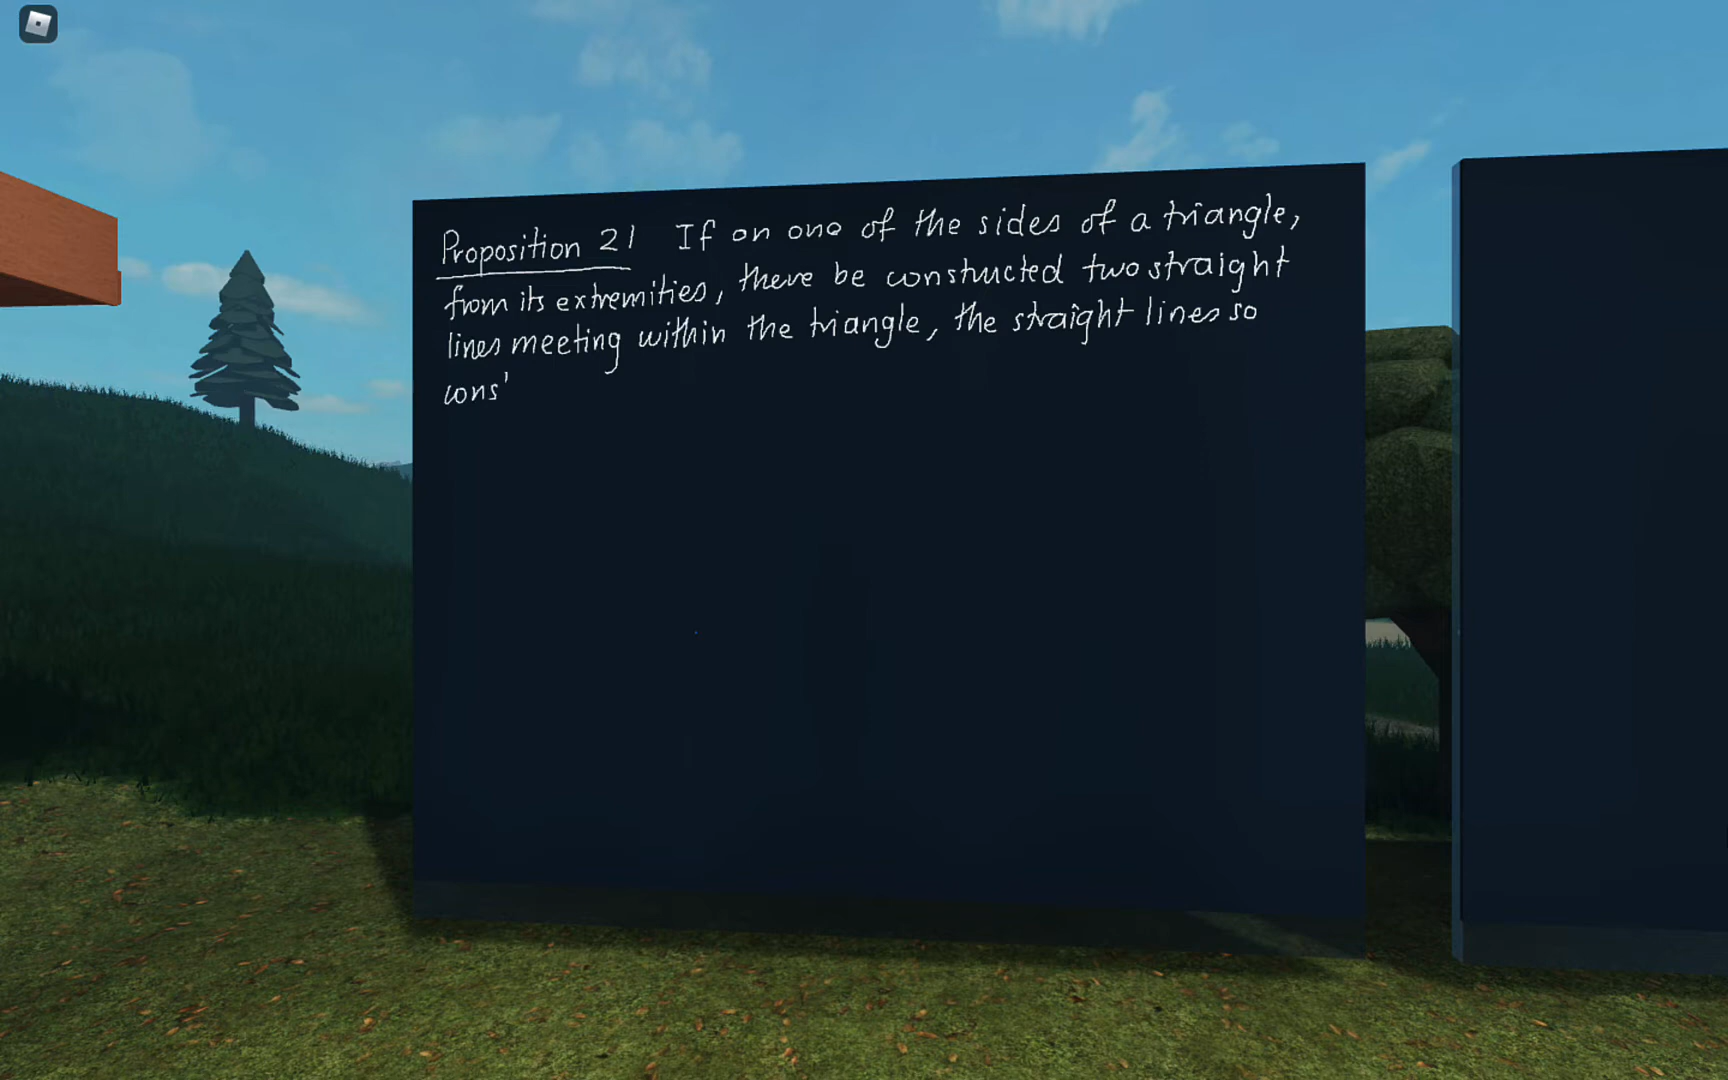 Proposition 21 If on one of the sides of a triangle,
from its extremities, there be constructed two straight
lines meeting within the triangle, the straight lines so
cons'